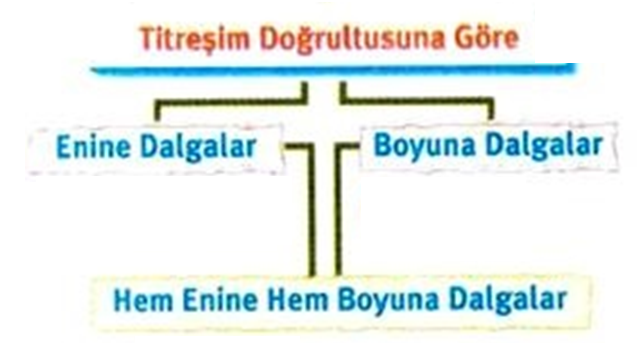 Titreşim Doğrultusuna Göre
Enine Dalgalar
Boyuna Dalgalar
Hem Enine Hem Boyuna Dalgalar